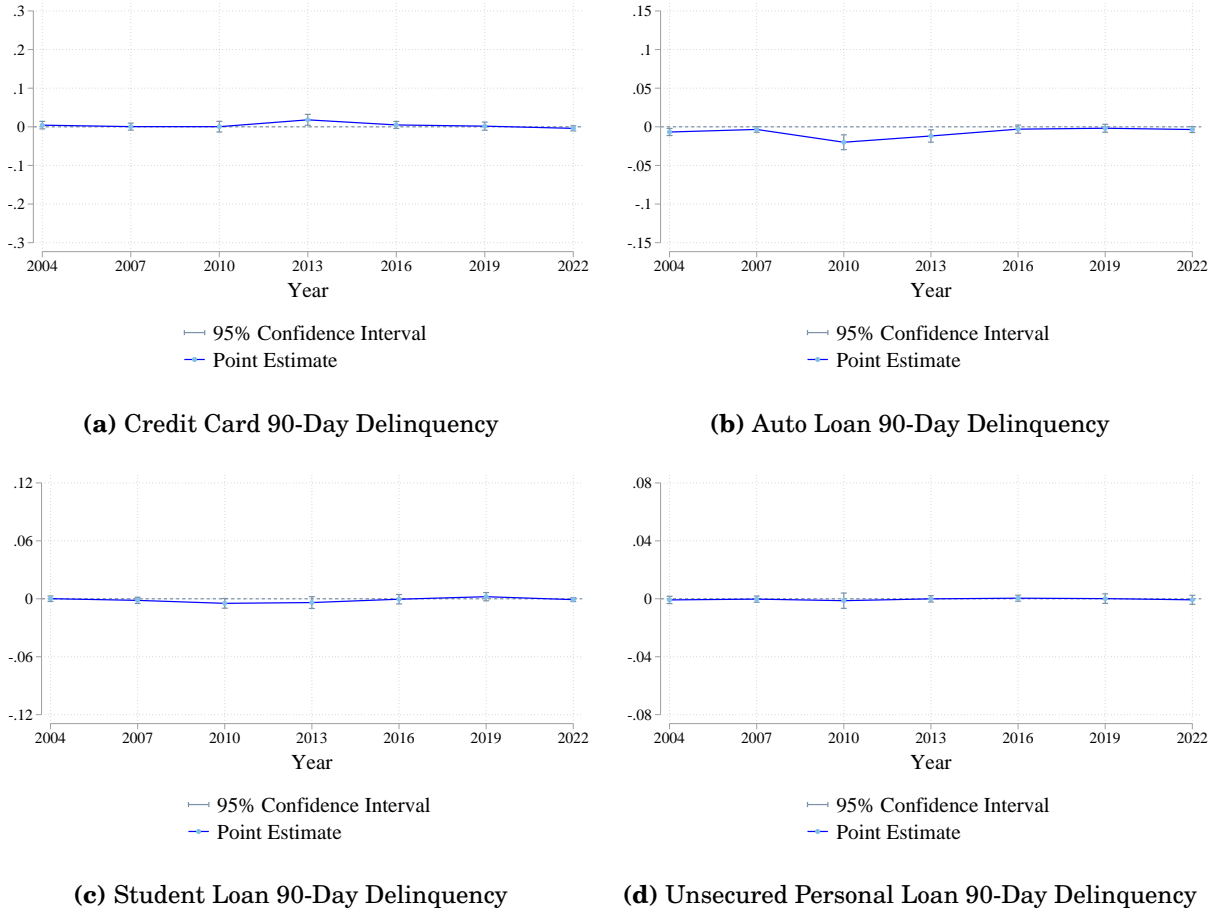 .3
.2
.1
0
-.1
-.2
-.3
2004 2007 2010 2013 2016 2019 2022
Year
95% Confidence Interval
Point Estimate
(a) Credit Card 90-Day Delinquency
.15
.1
.05
0
-.05
-.1
-.15
2004 2007 2010 2013 2016 2019 2022
Year
95% Confidence Interval
Point Estimate
(b) Auto Loan 90-Day Delinquency
.12
.06
0
-.06
-.12
2004 2007 2010 2013 2016 2019 2022
Year
95% Confidence Interval
Point Estimate
(c) Student Loan 90-Day Delinquency
.08
.04
0
-.04
-.08
2004 2007 2010 2013 2016 2019 2022
Year
95% Confidence Interval
Point Estimate
(d) Unsecured Personal Loan 90-Day Delinquency